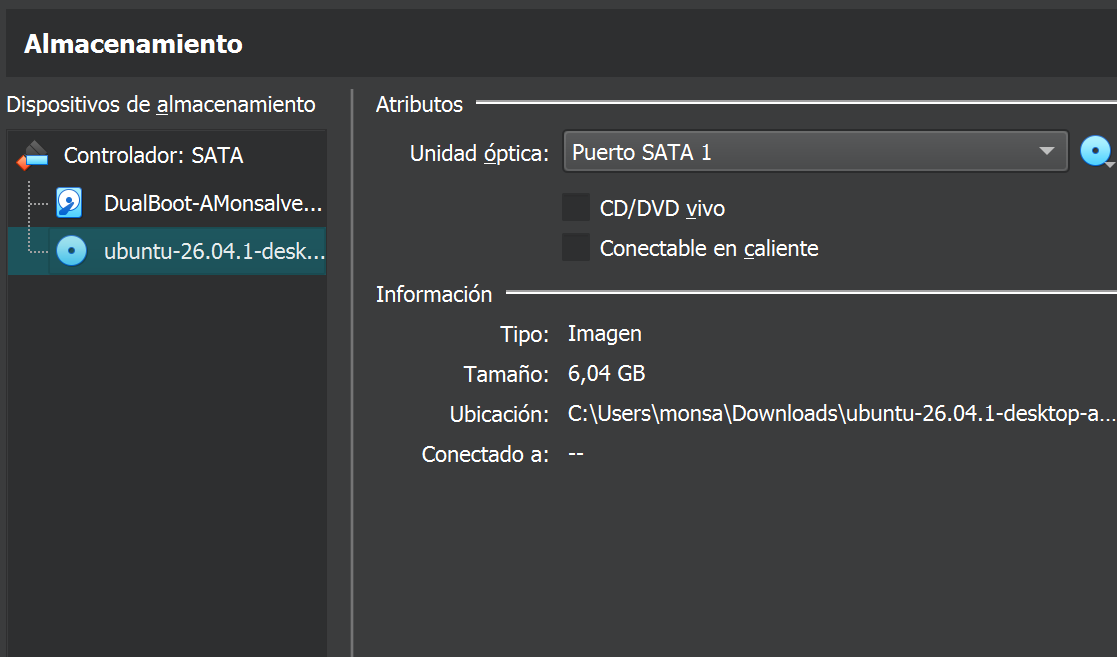 Almacenamiento
Dispositivos de almacenamiento
Controlador: SATA
DualBoot-AMonsalve...
ubuntu-26.04.1-desk...
Atributos
Unidad óptica: Puerto SATA 1
CD/DVD vivo
Conectable en caliente
Información
Tipo: Imagen
Tamaño: 6,04 GB
Ubicación: C:\Users\monsa\Downloads\ubuntu-26.04.1-desktop-a...
Conectado a: --